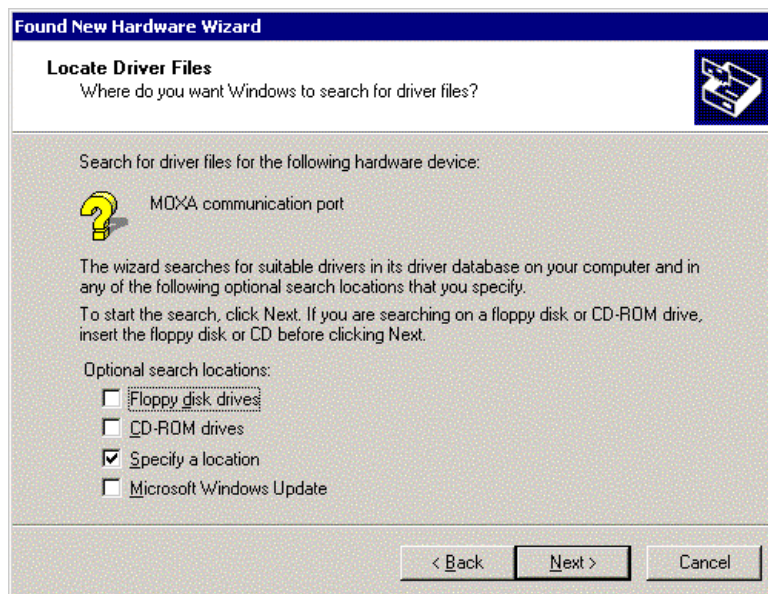 Found New Hardware Wizard
Locate Driver Files
Where do you want Windows to search for driver files?
Search for driver files for the following hardware device:
MOXA communication port
The wizard searches for suitable drivers in its driver database on your computer and in
any of the following optional search locations that you specify.
To start the search, click Next. If you are searching on a floppy disk or CD-ROM drive,
insert the floppy disk or CD before clicking Next.
Optional search locations:
Floppy disk drives
CD-ROM drives
Specify a location
Microsoft Windows Update
< Back Next > Cancel